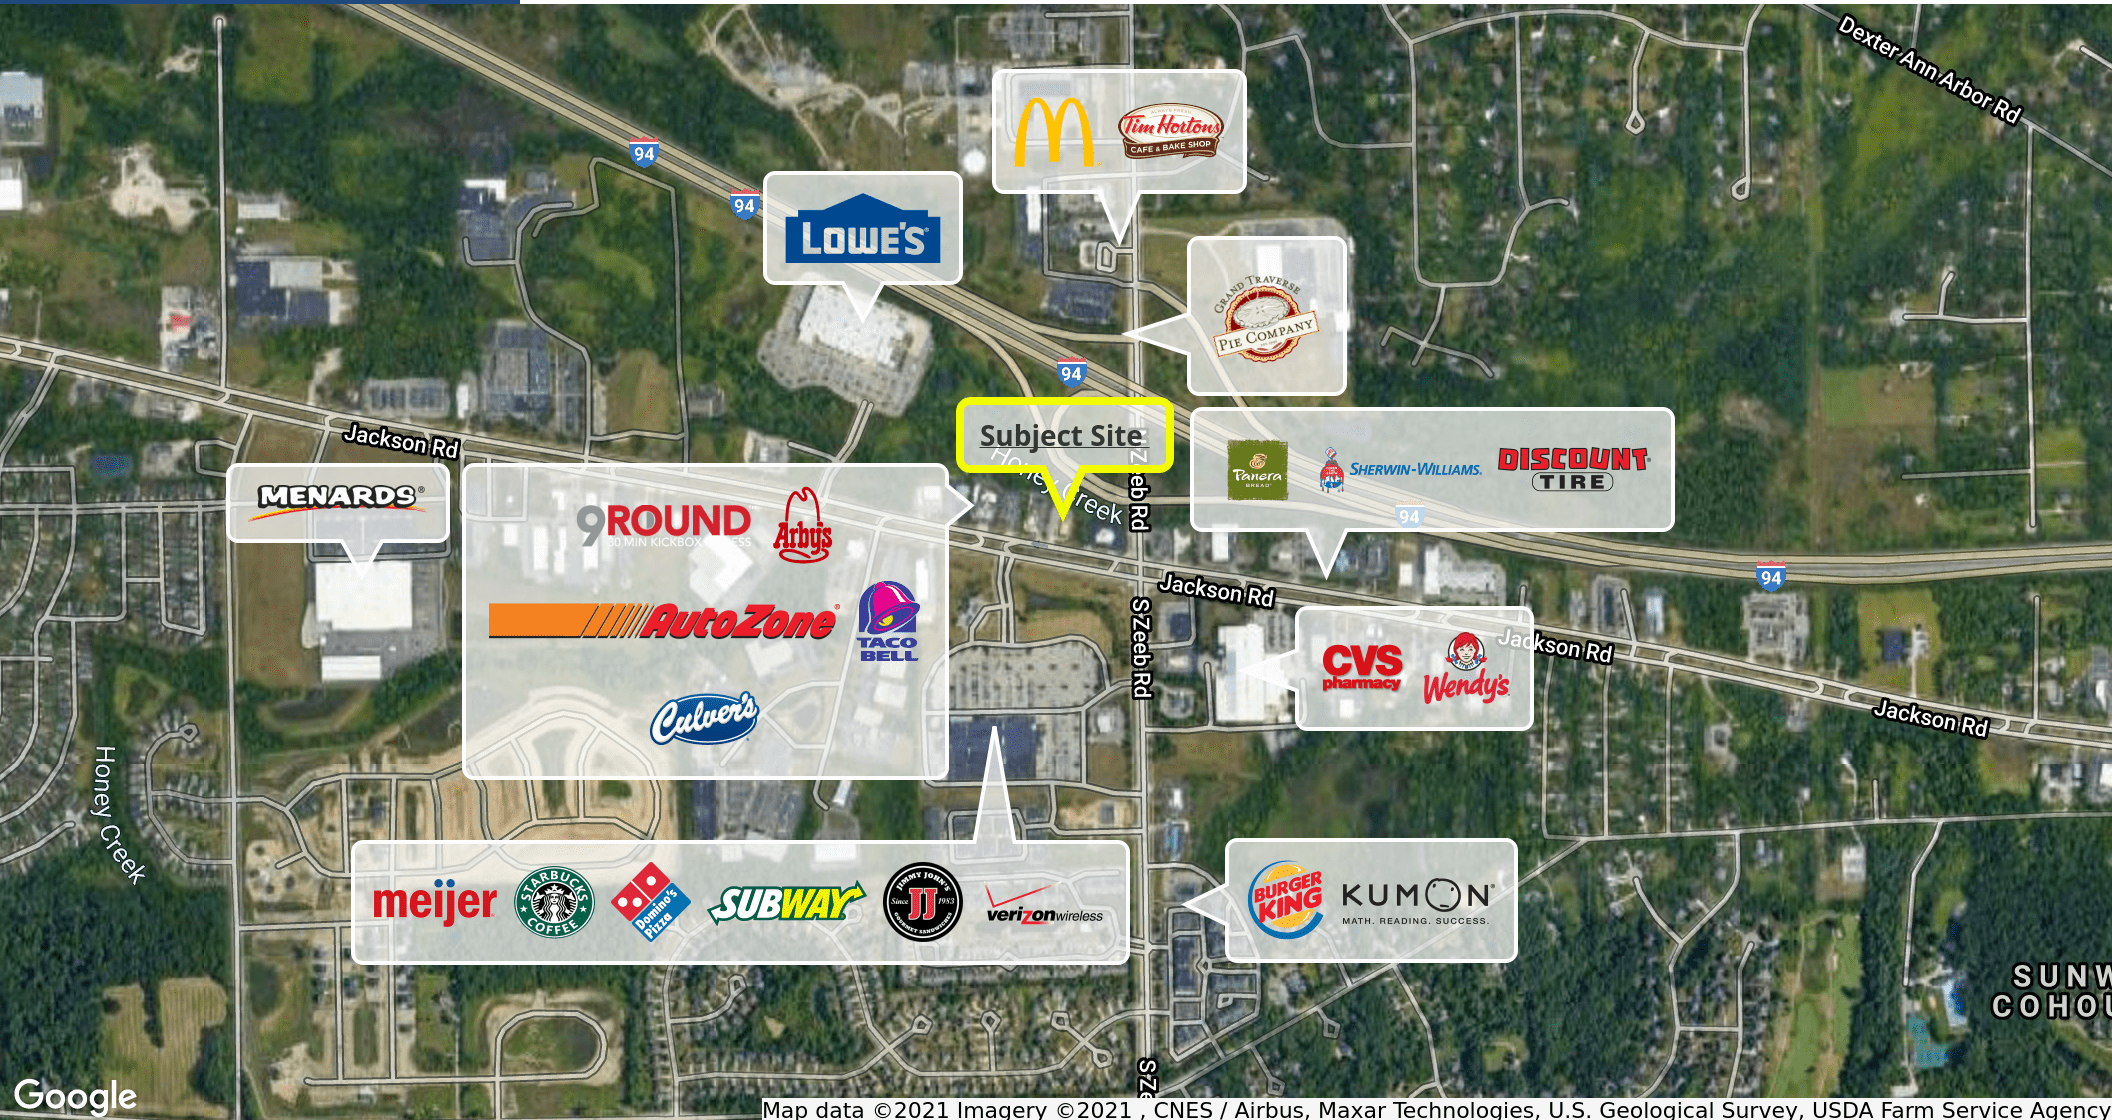 Dexter Ann Arbor Rd
ALWAYS FRESH
Tim Hortons
CAFE & BAKE SHOP
94
94
LOWE'S
GRAND TRAVERSE
PIE COMPANY
94
Subject Site
Honey Creek
S Zeeb Rd
Jackson Rd
MENARDS®
9ROUND
30 MIN KICKBOX FITNESS
Arby's
AutoZone
TACO
BELL
Culver's
Panera
BREAD
SHERWIN-WILLIAMS.
DISCOUNT
TIRE
94
94
Jackson Rd
S Zeeb Rd
CVS
pharmacy
Wendy's
Jackson Rd
Jackson Rd
Honey Creek
meijer
STARBUCKS
COFFEE
Domino's
Pizza
SUBWAY
JIMMY JOHN'S
Since JJ 1983
GOURMET SANDWICHES
verizonwireless
BURGER
KING
KUMON
MATH. READING. SUCCESS.
SUNW
COHOU
S Ze
Google
Map data ©2021 Imagery ©2021 , CNES / Airbus, Maxar Technologies, U.S. Geological Survey, USDA Farm Service Agency